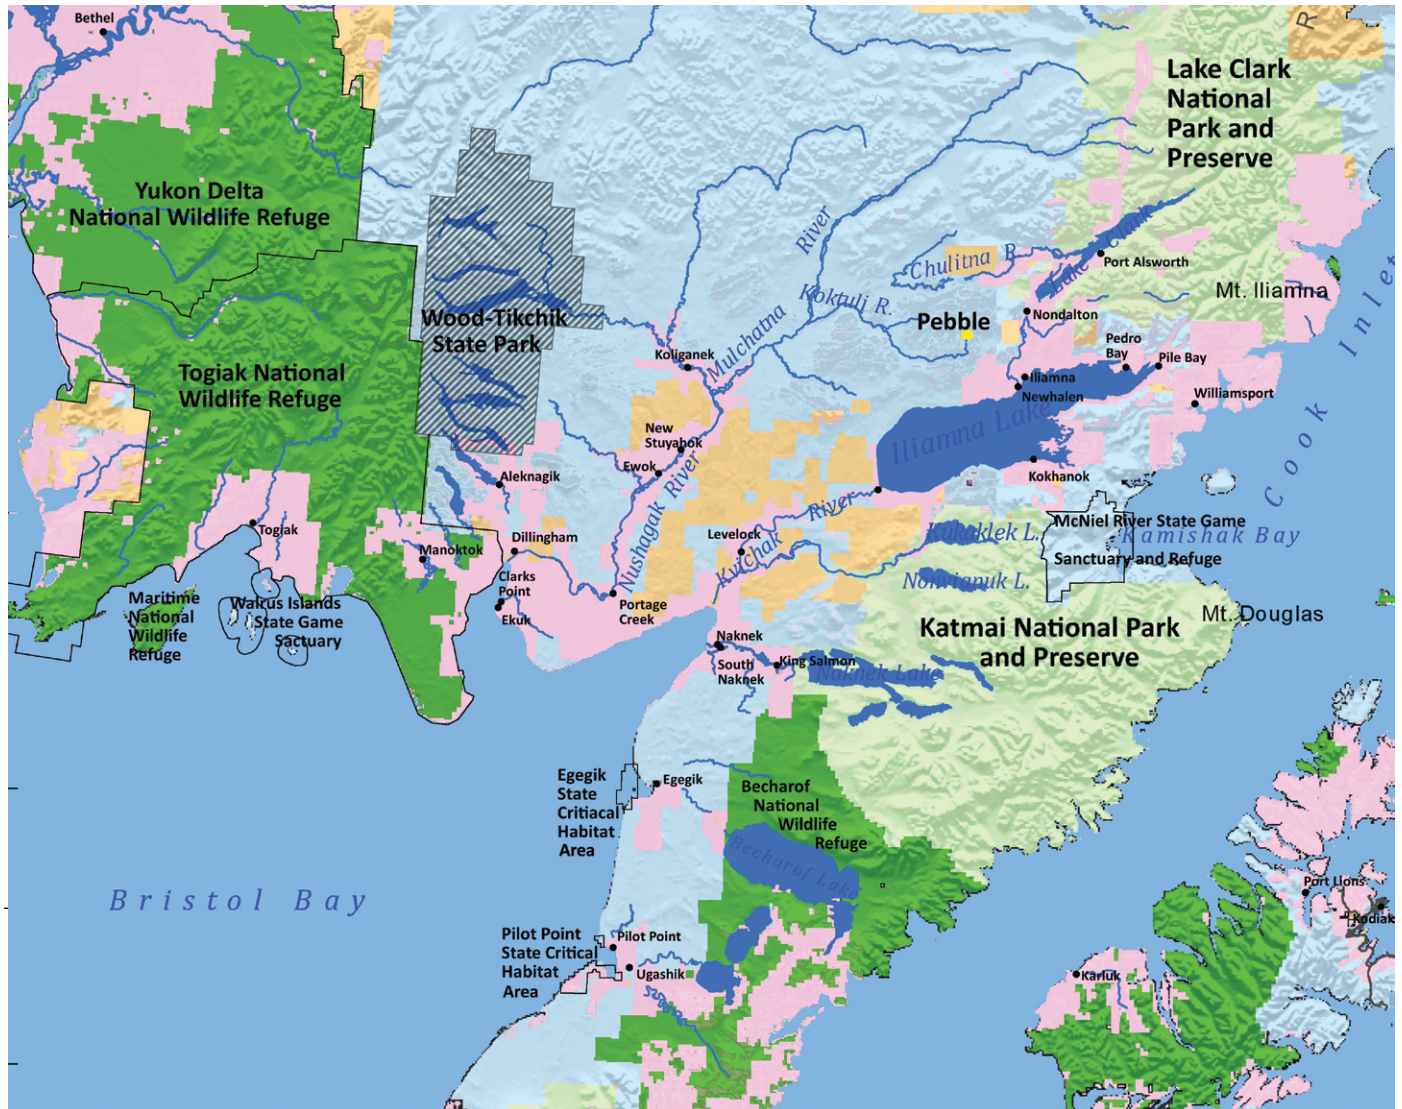 Bethel
R
Lake Clark
National
Park and
Preserve
Yukon Delta
National Wildlife Refuge
River
Chulitna R
Lake Clark
Port Alsworth
Mt. Iliamna
Cook Inlet
Koktuli R.
Pebble
Nondalton
Wood-Tikchik
State Park
Mulchatna
Koliganek
Pedro
Bay
Pile Bay
Togiak National
Wildlife Refuge
Iliamna
Newhalen
Williamsport
Iliamna Lake
New
Stuyahok
Ewok
Kokhanok
Aleknagik
Nushagak River
River
Togiak
Levelock
Kvichak
McNiel River State Game
Sanctuary and Refuge
Kukaklek L.
Kamishak Bay
Dillingham
Manoktok
Nonvianuk L.
Clarks
Point
Ekuk
Portage
Creek
Maritime
National
Wildlife
Refuge
Walrus Islands
State Game
Sactuary
Mt. Douglas
Katmai National Park
and Preserve
Naknek
South
Naknek
King Salmon
Naknek Lake
Egegik
State
Critiacal
Habitat
Area
Egegik
Becharof
National
Wildlife
Refuge
Becharof Lake
Bristol Bay
Port Lions
Kodiak
Pilot Point
State Critical
Habitat
Area
Pilot Point
Ugashik
Karluk